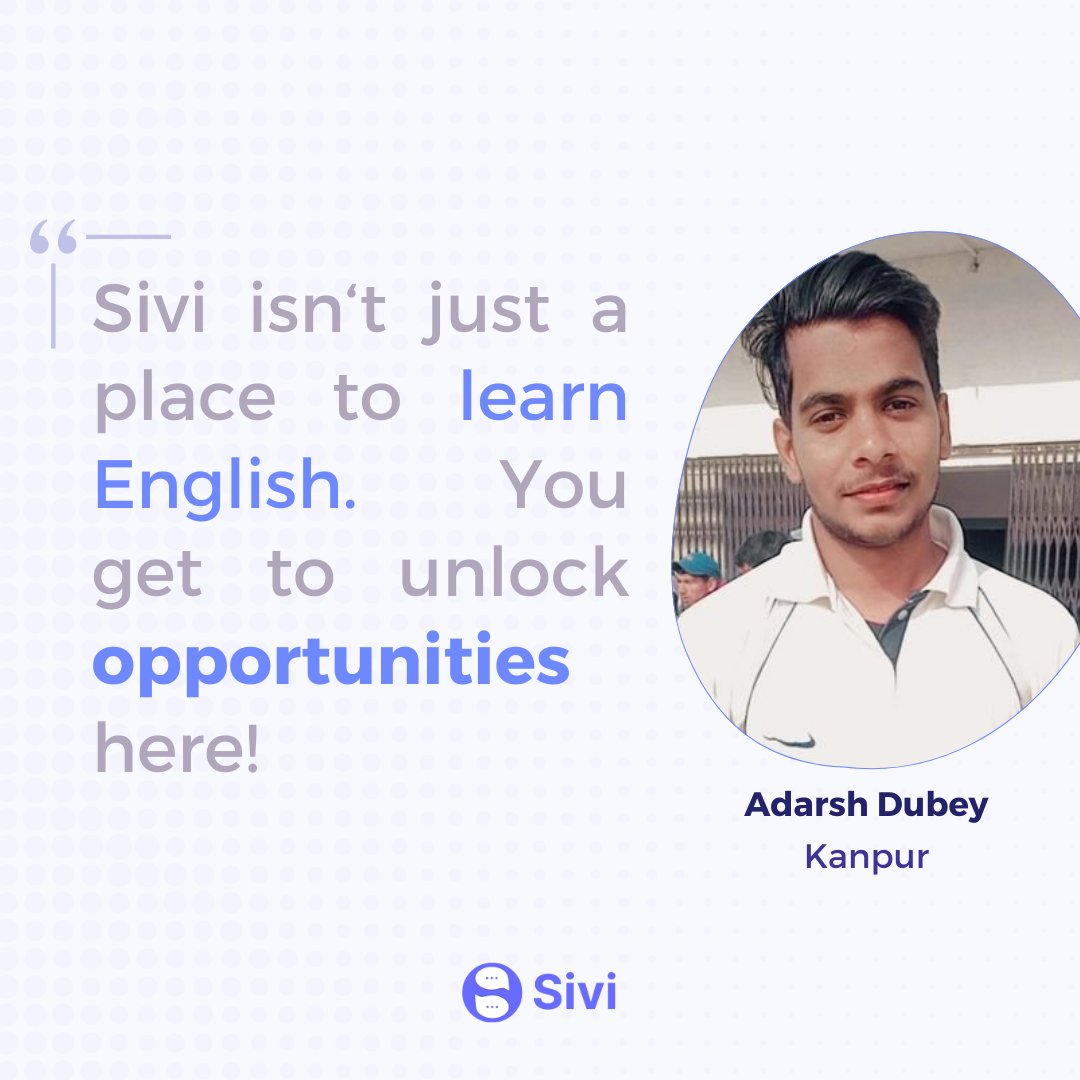 “
Sivi isn‘t just a
place to learn
English. You
get to unlock
opportunities
here!
Adarsh Dubey
Kanpur
Sivi